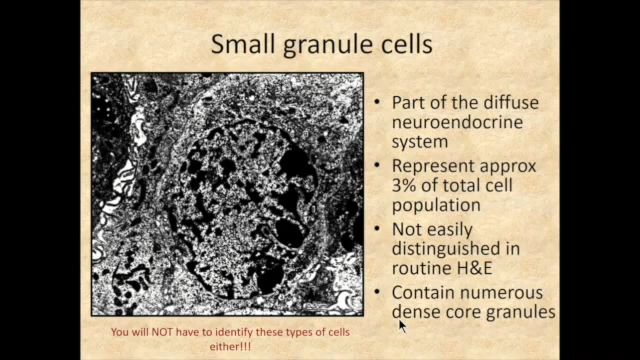 Small granule cells
• Part of the diffuse
neuroendocrine
system
• Represent approx
3% of total cell
population
• Not easily
distinguished in
routine H&E
• Contain numerous
dense core granules
You will NOT have to identify these types of cells
either!!!